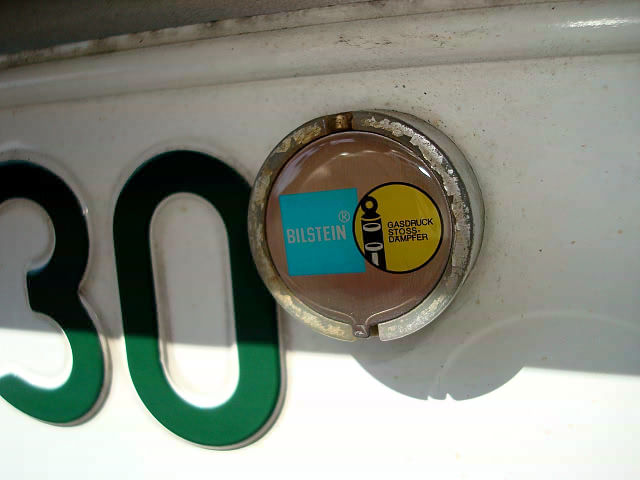 30
BILSTEIN®
GASDRUCK
STOSS-
DÄMPFER